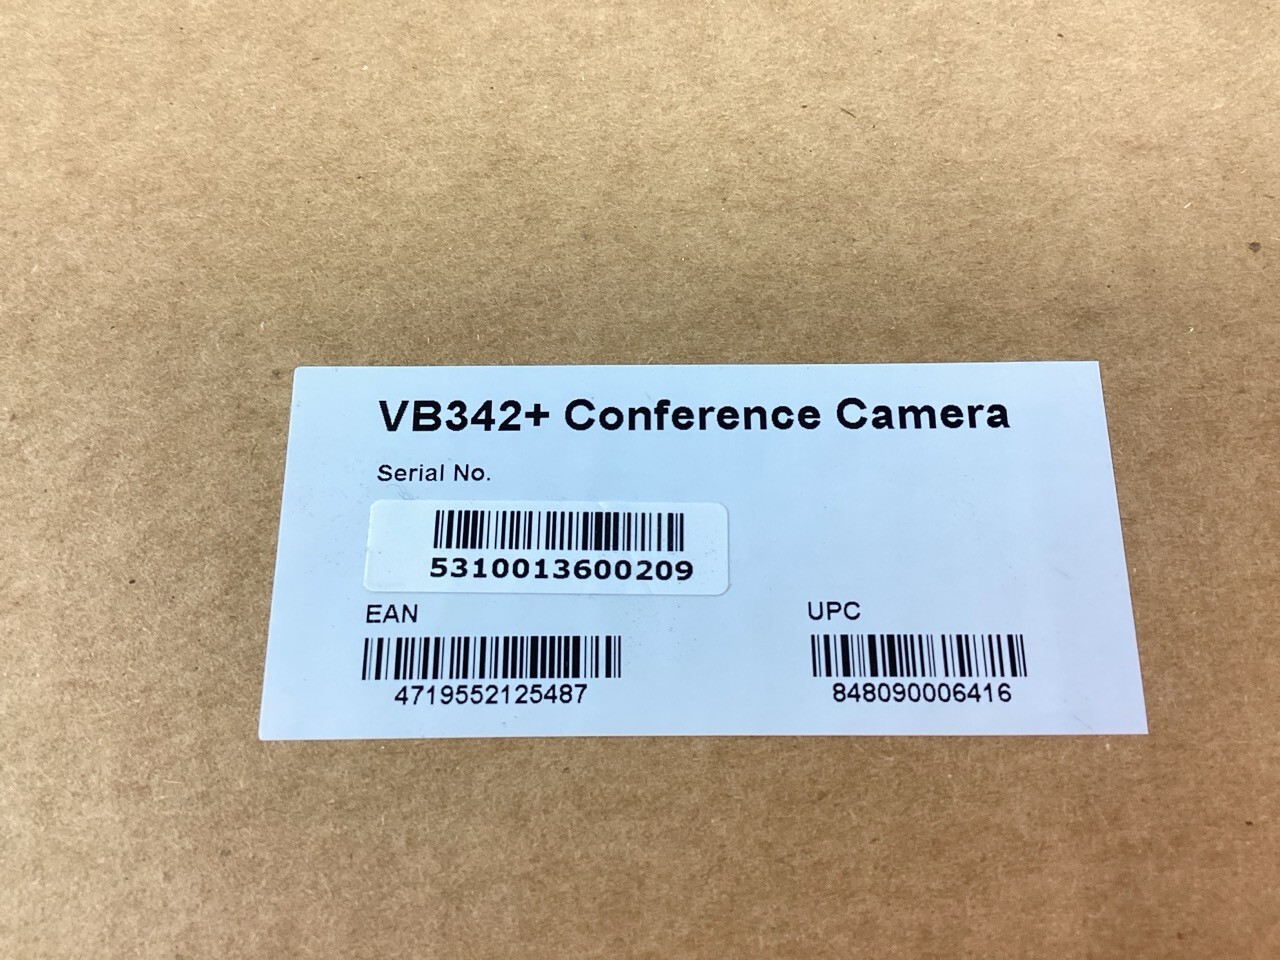 VB342+ Conference Camera
Serial No.
5310013600209
EAN
4719552125487
UPC
848090006416